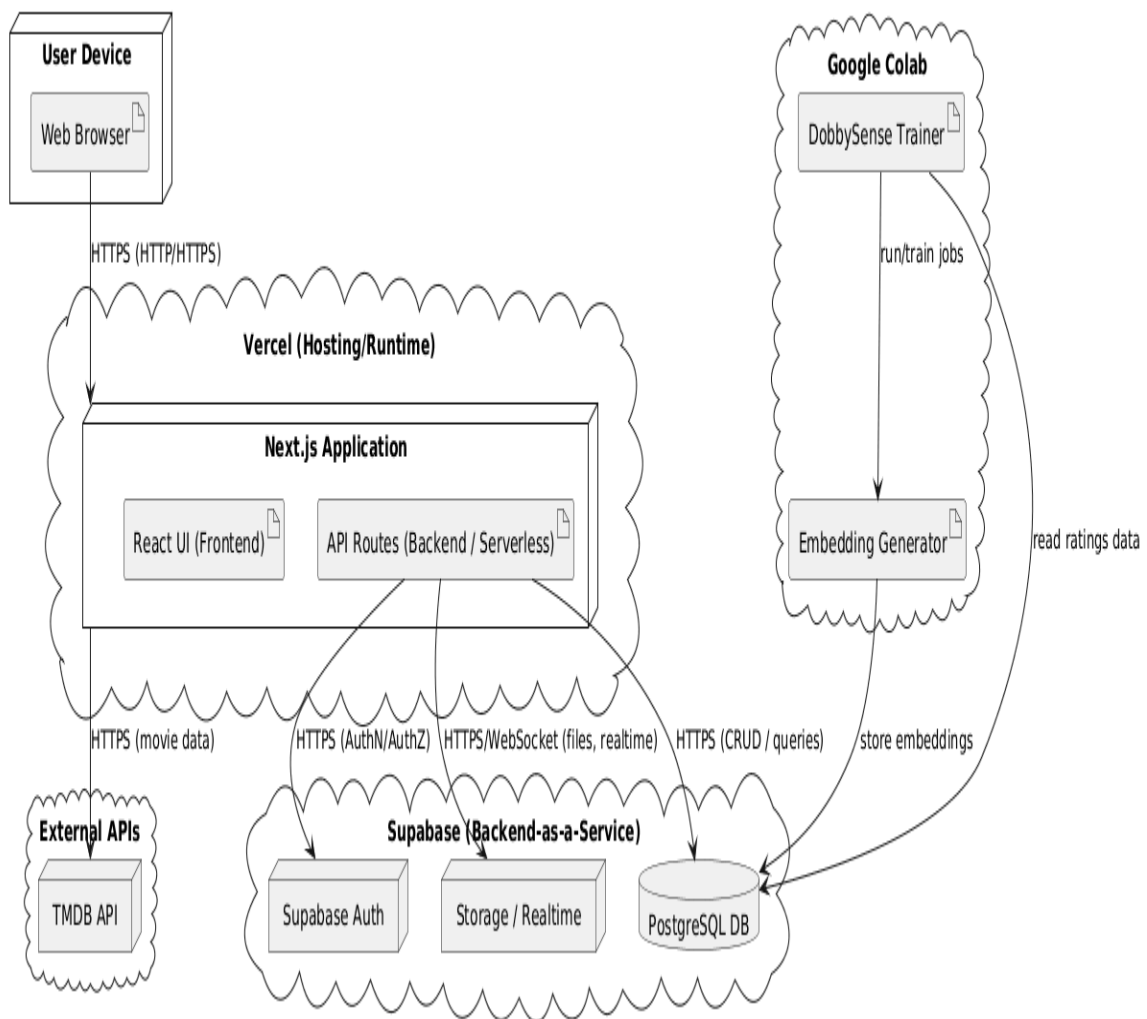 User Device
Google Colab
Web Browser
DobbySense Trainer
HTTPS (HTTP/HTTPS)
run/train jobs
Vercel (Hosting/Runtime)
Next.js Application
React UI (Frontend)
API Routes (Backend / Serverless)
Embedding Generator
read ratings data
HTTPS (movie data)
HTTPS (AuthN/AuthZ)
HTTPS/WebSocket (files, realtime)
HTTPS (CRUD / queries)
store embeddings
External APIs
Supabase (Backend-as-a-Service)
TMDB API
Supabase Auth
Storage / Realtime
PostgreSQL DB